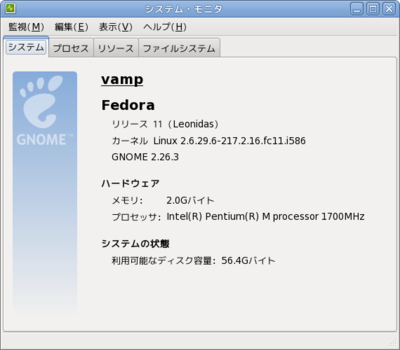 システム・モニタ
監視(M) 編集(E) 表示(V) ヘルプ(H)
システム プロセス リソース ファイルシステム
GNOME™
vamp
Fedora
リリース 11 (Leonidas)
カーネル Linux 2.6.29.6-217.2.16.fc11.i586
GNOME 2.26.3
ハードウェア
メモリ: 2.0Gバイト
プロセッサ: Intel(R) Pentium(R) M processor 1700MHz
システムの状態
利用可能なディスク容量: 56.4Gバイト